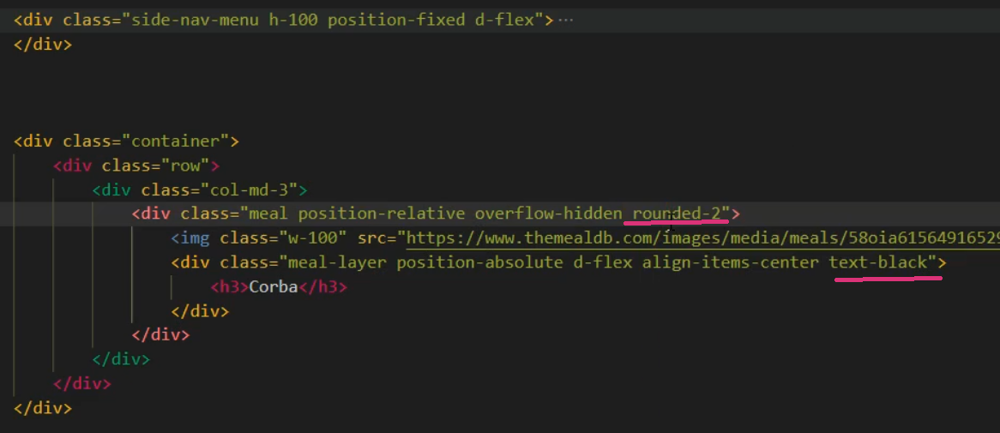 <div class="side-nav-menu h-100 position-fixed d-flex">···
</div>
<div class="container">
<div class="row">
<div class="col-md-3">
<div class="meal position-relative overflow-hidden rounded-2">
<img class="w-100" src="https://www.themealdb.com/images/media/meals/58oia61564916529
<div class="meal-layer position-absolute d-flex align-items-center text-black">
<h3>Corba</h3>
</div>
</div>
</div>
</div>
</div>